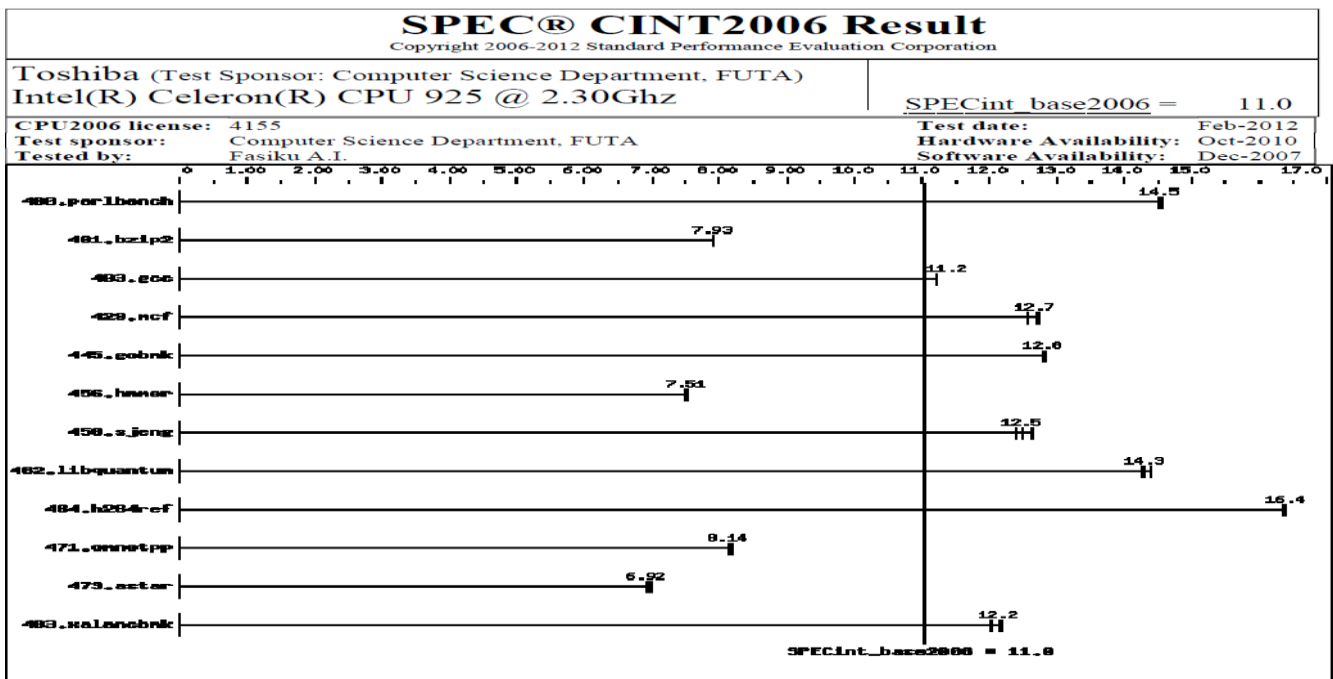 SPEC® CINT2006 Result
Copyright 2006-2012 Standard Performance Evaluation Corporation
Toshiba (Test Sponsor: Computer Science Department, FUTA)
Intel(R) Celeron(R) CPU 925 @ 2.30Ghz
SPECint_base2006 = 11.0
CPU2006 license: 4155
Test date: Feb-2012
Test sponsor: Computer Science Department, FUTA
Hardware Availability: Oct-2010
Tested by: Fasiku A.I.
Software Availability: Dec-2007
0 1.00 2.00 3.00 4.00 5.00 6.00 7.00 8.00 9.00 10.0 11.0 12.0 13.0 14.0 15.0 17.0
400.perlbench 14.5
401.bzip2 7.93
403.gcc 11.2
429.mcf 12.7
445.gobmk
456.hmmer 7.51
458.sjeng 12.5
462.libquantum 14.3
464.h264ref 16.4
471.omnetpp 8.14
473.astar 6.92
483.xalancbmk 12.2
SPECint_base2006 = 11.0